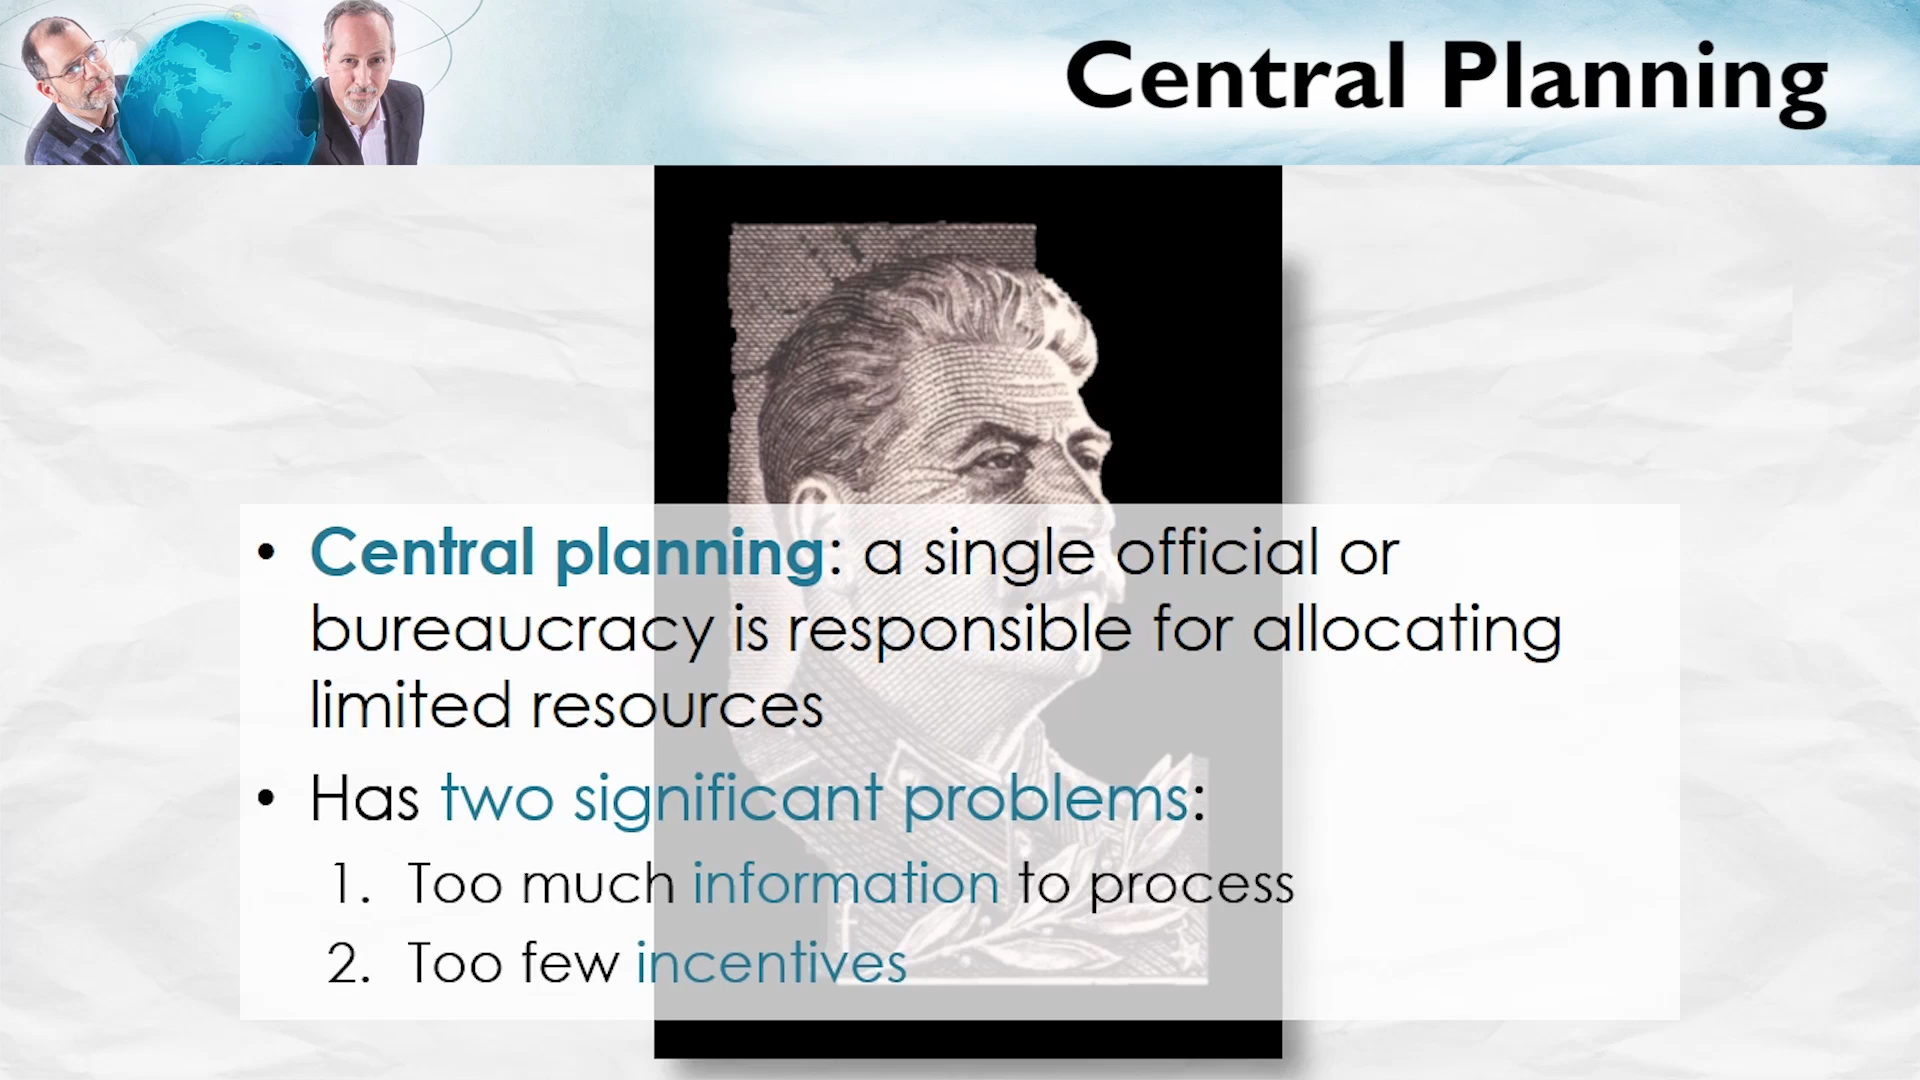 Central Planning
• Central planning: a single official or
bureaucracy is responsible for allocating
limited resources
• Has two significant problems:
1. Too much information to process
2. Too few incentives